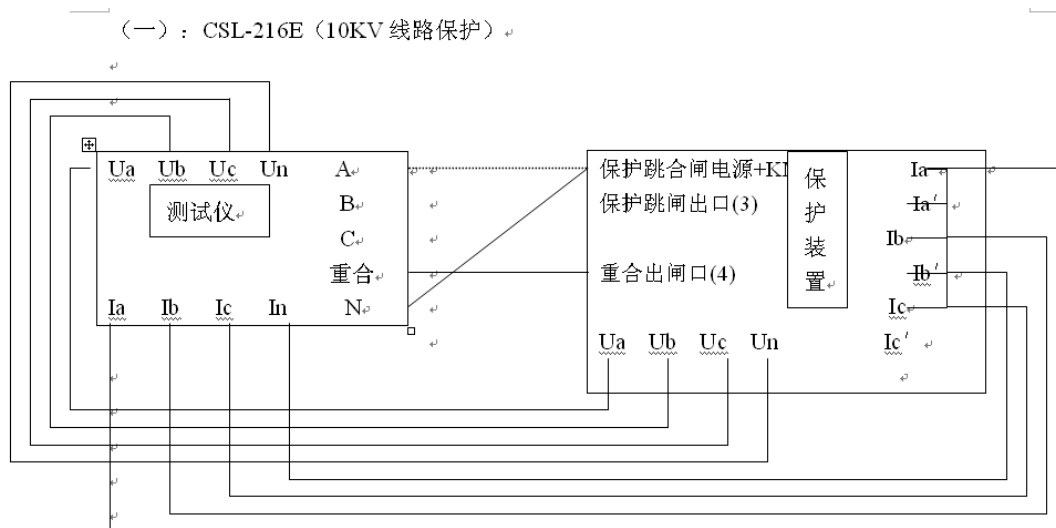 （一）：CSL-216E（10KV 线路保护）
Ua Ub Uc Un A
测试仪
B
C
重合
Ia Ib Ic In N
保护跳合闸电源+K
保护跳闸出口(3)
重合出闸口(4)
保护装置
Ia
Ia′
Ib
Ib′
Ic
Ic′
Ua Ub Uc Un